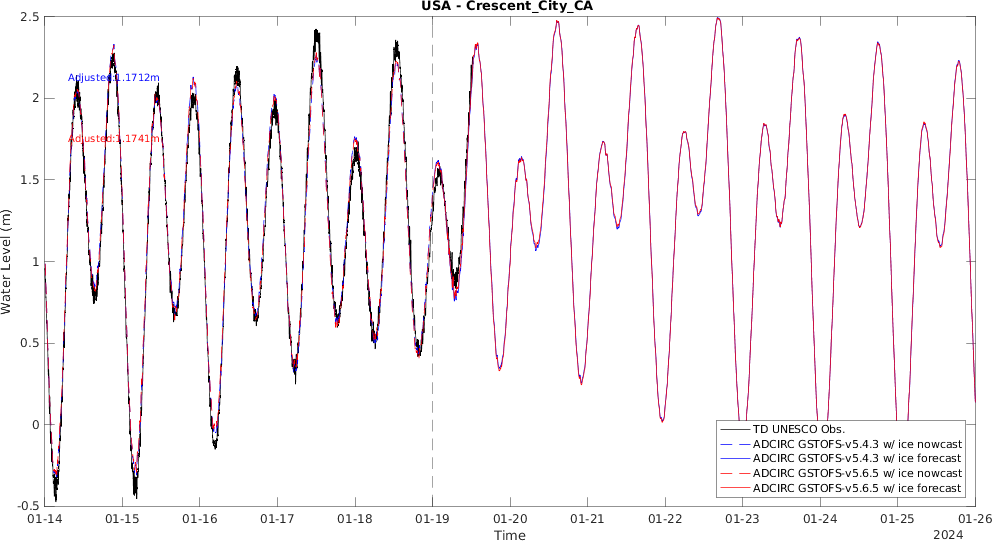 USA - Crescent_City_CA
2.5
2
1.5
1
0.5
0
-0.5
Water Level (m)
Adjusted:1.1712m
Adjusted:1.1741m
TD UNESCO Obs.
ADCIRC GSTOFS-v5.4.3 w/ ice nowcast
ADCIRC GSTOFS-v5.4.3 w/ ice forecast
ADCIRC GSTOFS-v5.6.5 w/ ice nowcast
ADCIRC GSTOFS-v5.6.5 w/ ice forecast
01-14 01-15 01-16 01-17 01-18 01-19 01-20 01-21 01-22 01-23 01-24 01-25 01-26
Time
2024